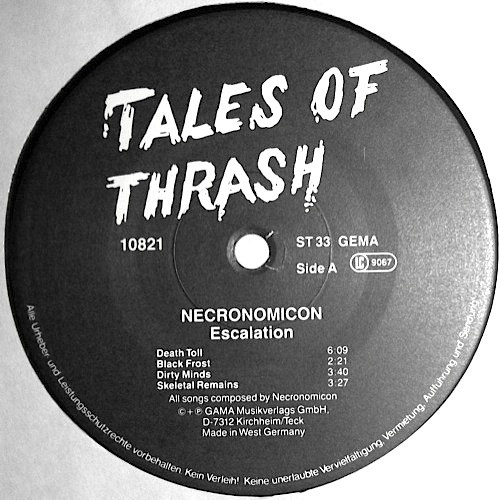 TALES OF
THRASH
10821
ST 33 GEMA
Side A
LC 9067
NECRONOMICON
Escalation
Death Toll 6:09
Black Frost 2:21
Dirty Minds 3:40
Skeletal Remains 3:27
All songs composed by Necronomicon
©+℗ GAMA Musikverlags GmbH,
D-7312 Kirchheim/Teck
Made in West Germany
Alle Urheber und Leistungsschutzrechte vorbehalten. Kein Verleih! Keine unerlaubte Vervielfältigung, Vermietung, Aufführung und Sendung!